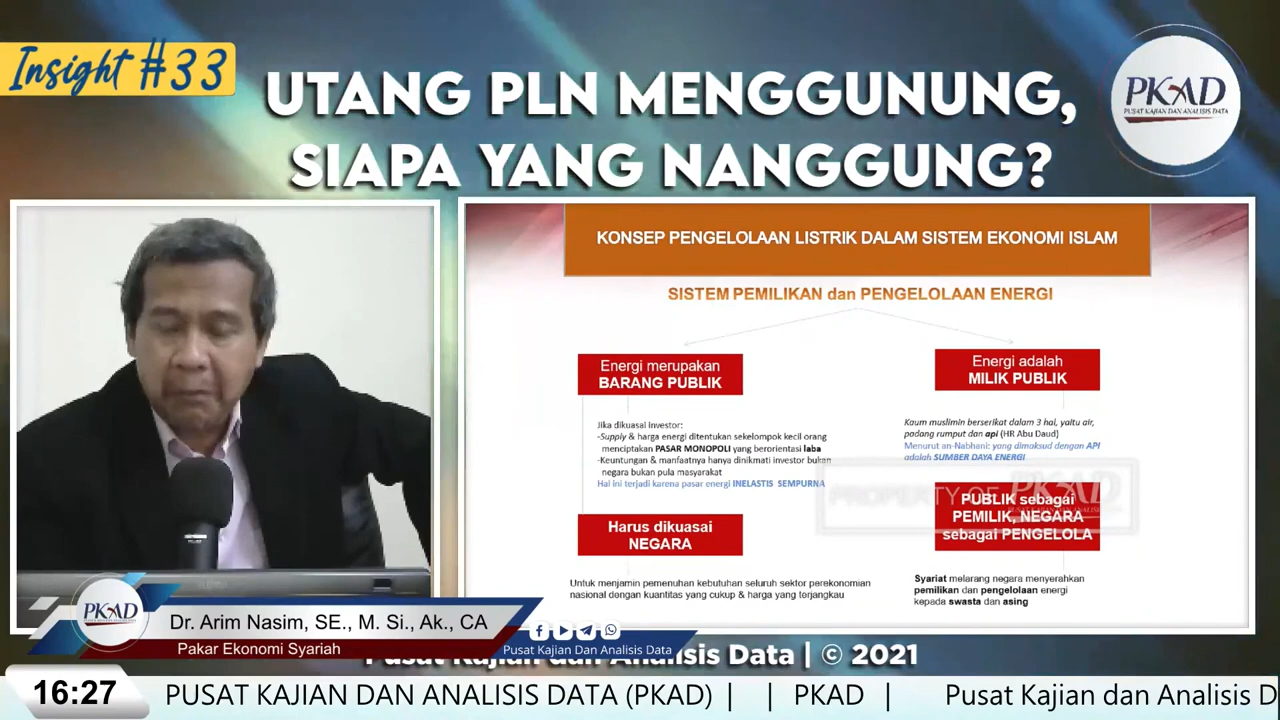 Insight #33
UTANG PLN MENGGUNUNG,
SIAPA YANG NANGGUNG?
PKAD
PUSAT KAJIAN DAN ANALISIS DATA
KONSEP PENGELOLAAN LISTRIK DALAM SISTEM EKONOMI ISLAM
SISTEM PEMILIKAN dan PENGELOLAAN ENERGI
Energi merupakan
BARANG PUBLIK
Jika dikuasai investor:
-Supply & harga energi ditentukan sekelompok kecil orang
menciptakan PASAR MONOPOLI yang berorientasi laba
-Keuntungan & manfaatnya hanya dinikmati investor bukan
negara bukan pula masyarakat
Hal ini terjadi karena pasar energi INELASTIS SEMPURNA
Harus dikuasai
NEGARA
Untuk menjamin pemenuhan kebutuhan seluruh sektor perekonomian
nasional dengan kuantitas yang cukup & harga yang terjangkau
Energi adalah
MILIK PUBLIK
Kaum muslimin berserikat dalam 3 hal, yaitu air,
padang rumput dan api (HR Abu Daud)
Menurut an-Nabhani: yang dimaksud dengan API
adalah SUMBER DAYA ENERGI
PROPERTY OF PKAD
PUBLIK sebagai
PEMILIK, NEGARA
sebagai PENGELOLA
Syariat melarang negara menyerahkan
pemilikan dan pengelolaan energi
kepada swasta dan asing
PKAD
Dr. Arim Nasim, SE., M. Si., Ak., CA
Pakar Ekonomi Syariah
Pusat Kajian Dan Analisis Data
Pusat Kajian dan Analisis Data | © 2021
16:27
PUSAT KAJIAN DAN ANALISIS DATA (PKAD) | | PKAD | Pusat Kajian dan Analisis D